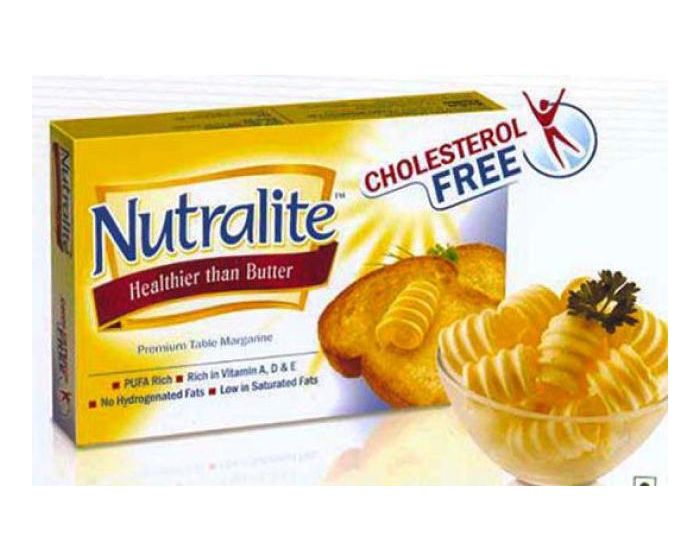 CHOLESTEROL
FREE
Nutralite™
Healthier than Butter
Premium Table Margarine
■ PUFA Rich ■ Rich in Vitamin A, D & E
■ No Hydrogenated Fats ■ Low in Saturated Fats
Nutralite